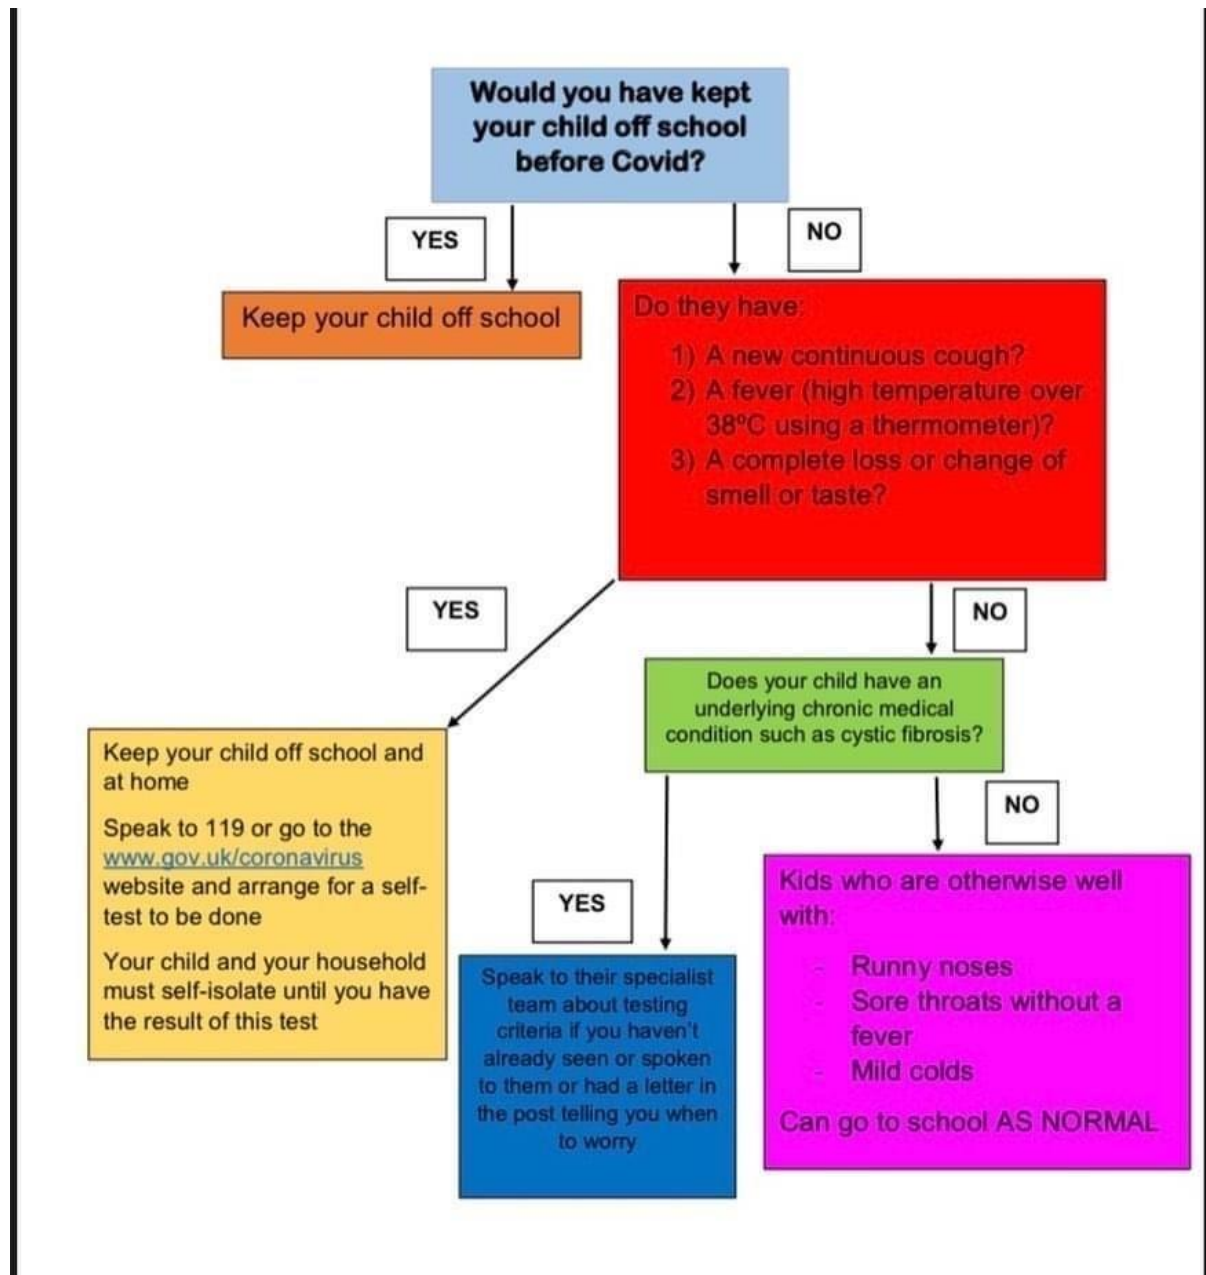 Would you have kept
your child off school
before Covid?
YES
NO
Keep your child off school
Do they have:
1) A new continuous cough?
2) A fever (high temperature over
38ºC using a thermometer)?
3) A complete loss or change of
smell or taste?
YES
NO
Does your child have an
underlying chronic medical
condition such as cystic fibrosis?
Keep your child off school and
at home
Speak to 119 or go to the
www.gov.uk/coronavirus
website and arrange for a self-
test to be done
Your child and your household
must self-isolate until you have
the result of this test
YES
NO
Speak to their specialist
team about testing
criteria if you haven't
already seen or spoken
to them or had a letter in
the post telling you when
to worry
Kids who are otherwise well
with:
- Runny noses
- Sore throats without a
fever
- Mild colds
Can go to school AS NORMAL